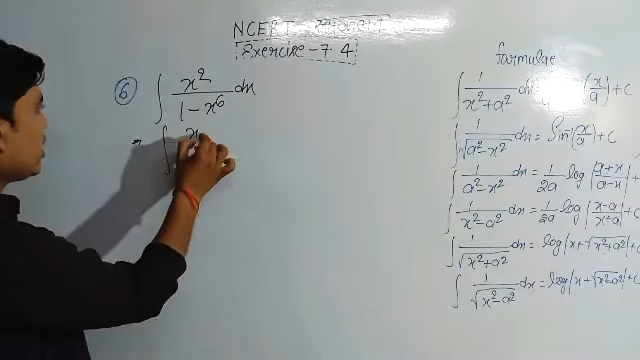 NCERT
Exercise-7.4
6 ∫ x²/(1-x⁶) dx
⇒ ∫ x
formulae
∫ 1/(x²+a²) dx = (x/a)+c
∫ 1/√(a²-x²) dx = Sin⁻¹(x/a)+c
∫ 1/(a²-x²) dx = 1/2a log|(a+x)/(a-x)|+
∫ 1/(x²-a²) dx = 1/2a log|(x-a)/(x+a)|+c
∫ 1/√(x²+a²) dx = log|x+√(x²+a²)|+c
∫ 1/√(x²-a²) dx = log|x+√(x²-a²)|+c